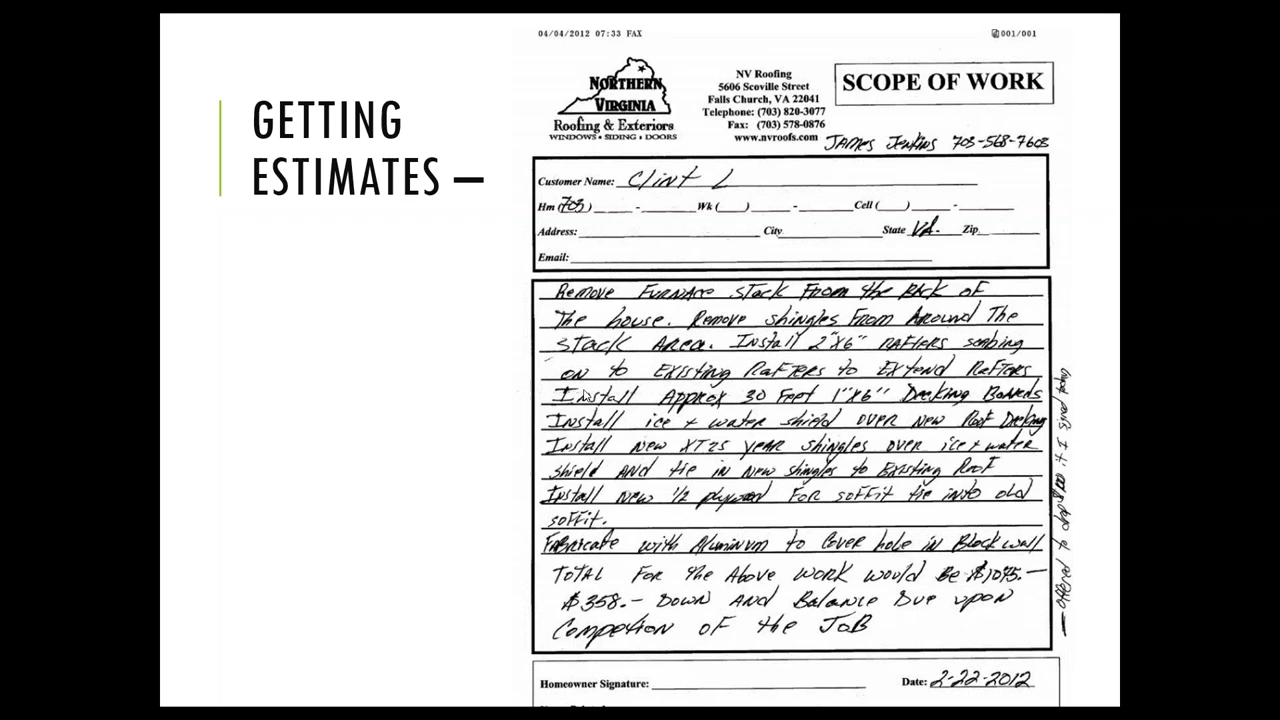 GETTING
ESTIMATES –
04/04/2012 07:33 FAX
001/001
NORTHERN
VIRGINIA
Roofing & Exteriors
WINDOWS • SIDING • DOORS
NV Roofing
5606 Scoville Street
Falls Church, VA 22041
Telephone: (703) 820-3077
Fax: (703) 578-0876
www.nvroofs.com
SCOPE OF WORK
JAMES JENKINS 703-568-7603
Customer Name: Clint L
Hm (703) - Wk ( ) - Cell ( ) -
Address: City State VA. Zip
Email:
Remove Furnace stack From the Back of
The house. Remove shingles From Around The
Stack Area. Install 2"x6" rafters
on to Existing Rafters to Extend Rafters
Install Approx 30 Feet 1"x6" Decking Boards
Install ice + water shield over New Roof Decking
Install New XT25 year shingles over ice + water
shield AND tie in New shingles to Existing Roof
Install New 1/2 plywood For soffit tie into old
soffit.
Fabricate with Aluminum to Cover hole in Block wall
TOTAL For the Above work would Be $1075.—
$358.— Down AND Balance Due upon
Competion OF the JoB
— offered to drop if I signed today
Homeowner Signature:
Date: 2-22-2012